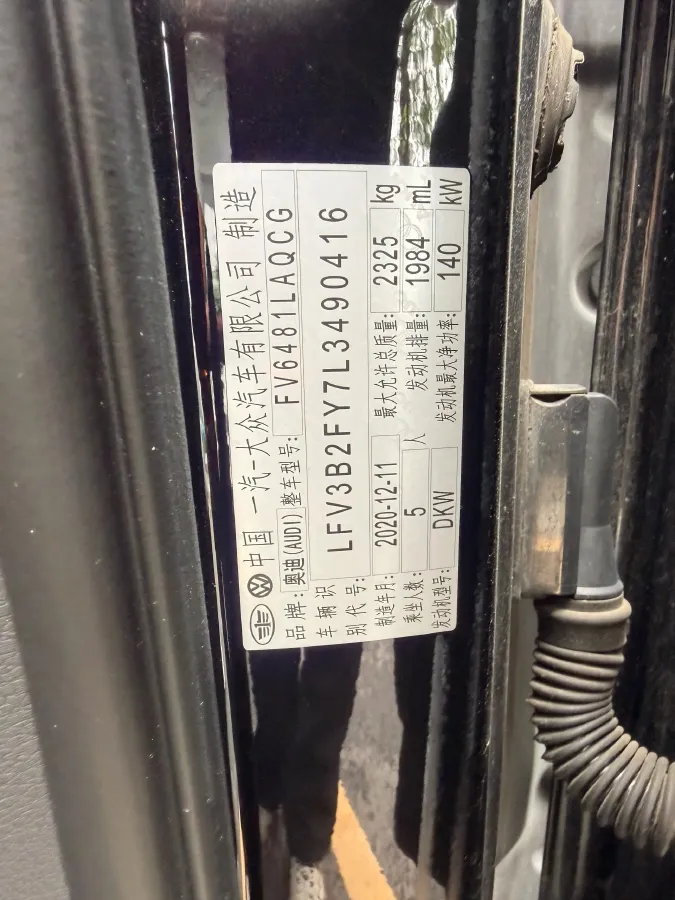 中国 一汽-大众汽车有限公司 制造
品牌：奥迪(AUDI) 整车型号：FV6481LAQCG
车辆识别代号：LFV3B2FY7L3490416
制造年月：2020-12-11 最大允许总质量：2325 kg
乘坐人数：5 人 发动机排量：1984 mL
发动机型号：DKW 发动机最大净功率：140 kW